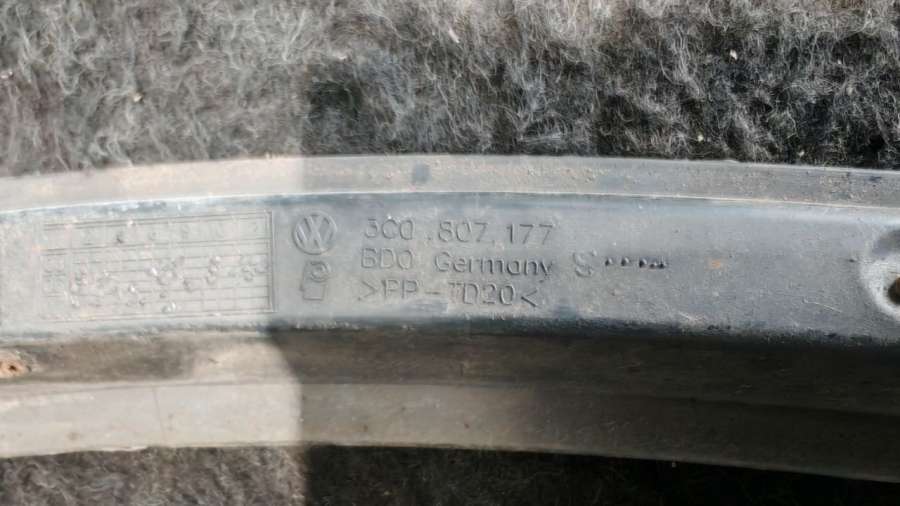 3C0.807.177
BDO Germany S
>PP-TD20<